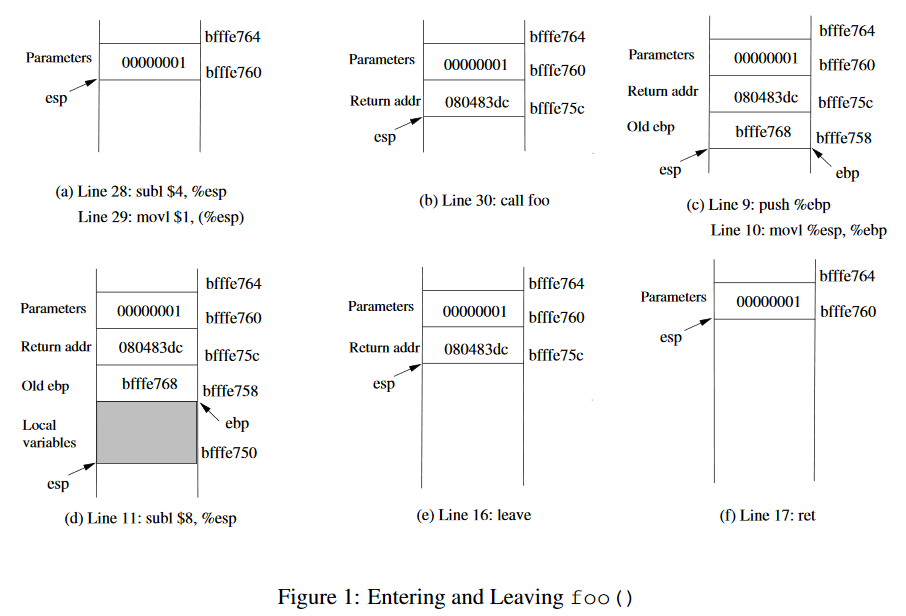 bfffe764
Parameters 00000001 bfffe760
esp
(a) Line 28: subl $4, %esp
Line 29: movl $1, (%esp)
bfffe764
Parameters 00000001 bfffe760
Return addr 080483dc bfffe75c
esp
(b) Line 30: call foo
bfffe764
Parameters 00000001 bfffe760
Return addr 080483dc bfffe75c
Old ebp bfffe768 bfffe758
esp ebp
(c) Line 9: push %ebp
Line 10: movl %esp, %ebp
bfffe764
Parameters 00000001 bfffe760
Return addr 080483dc bfffe75c
Old ebp bfffe768 bfffe758
ebp
Local
variables bfffe750
esp
(d) Line 11: subl $8, %esp
bfffe764
Parameters 00000001 bfffe760
Return addr 080483dc bfffe75c
esp
(e) Line 16: leave
bfffe764
Parameters 00000001 bfffe760
esp
(f) Line 17: ret
Figure 1: Entering and Leaving foo()